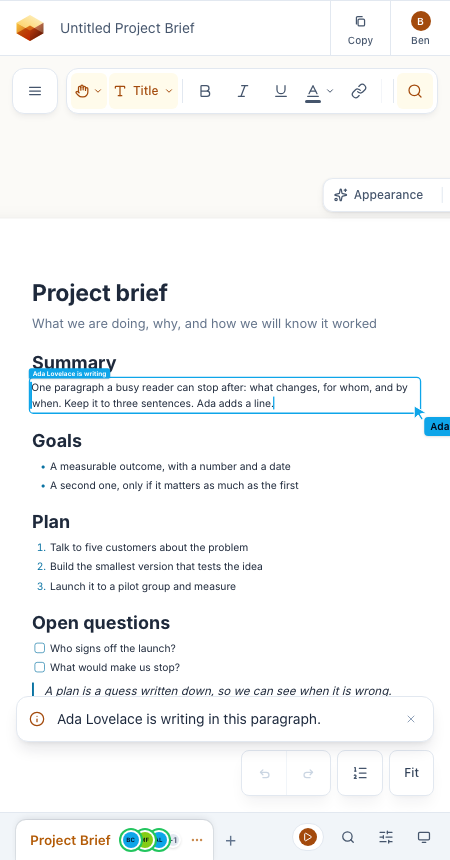 Untitled Project Brief
Copy
B
Ben
Title
B
I
U
A
Appearance
Project brief
What we are doing, why, and how we will know it worked
Summary
Ada Lovelace is writing
One paragraph a busy reader can stop after: what changes, for whom, and by
when. Keep it to three sentences. Ada adds a line.
Ada
Goals
• A measurable outcome, with a number and a date
• A second one, only if it matters as much as the first
Plan
1. Talk to five customers about the problem
2. Build the smallest version that tests the idea
3. Launch it to a pilot group and measure
Open questions
Who signs off the launch?
What would make us stop?
A plan is a guess written down, so we can see when it is wrong.
Ada Lovelace is writing in this paragraph.
Fit
Project Brief
BC
+1